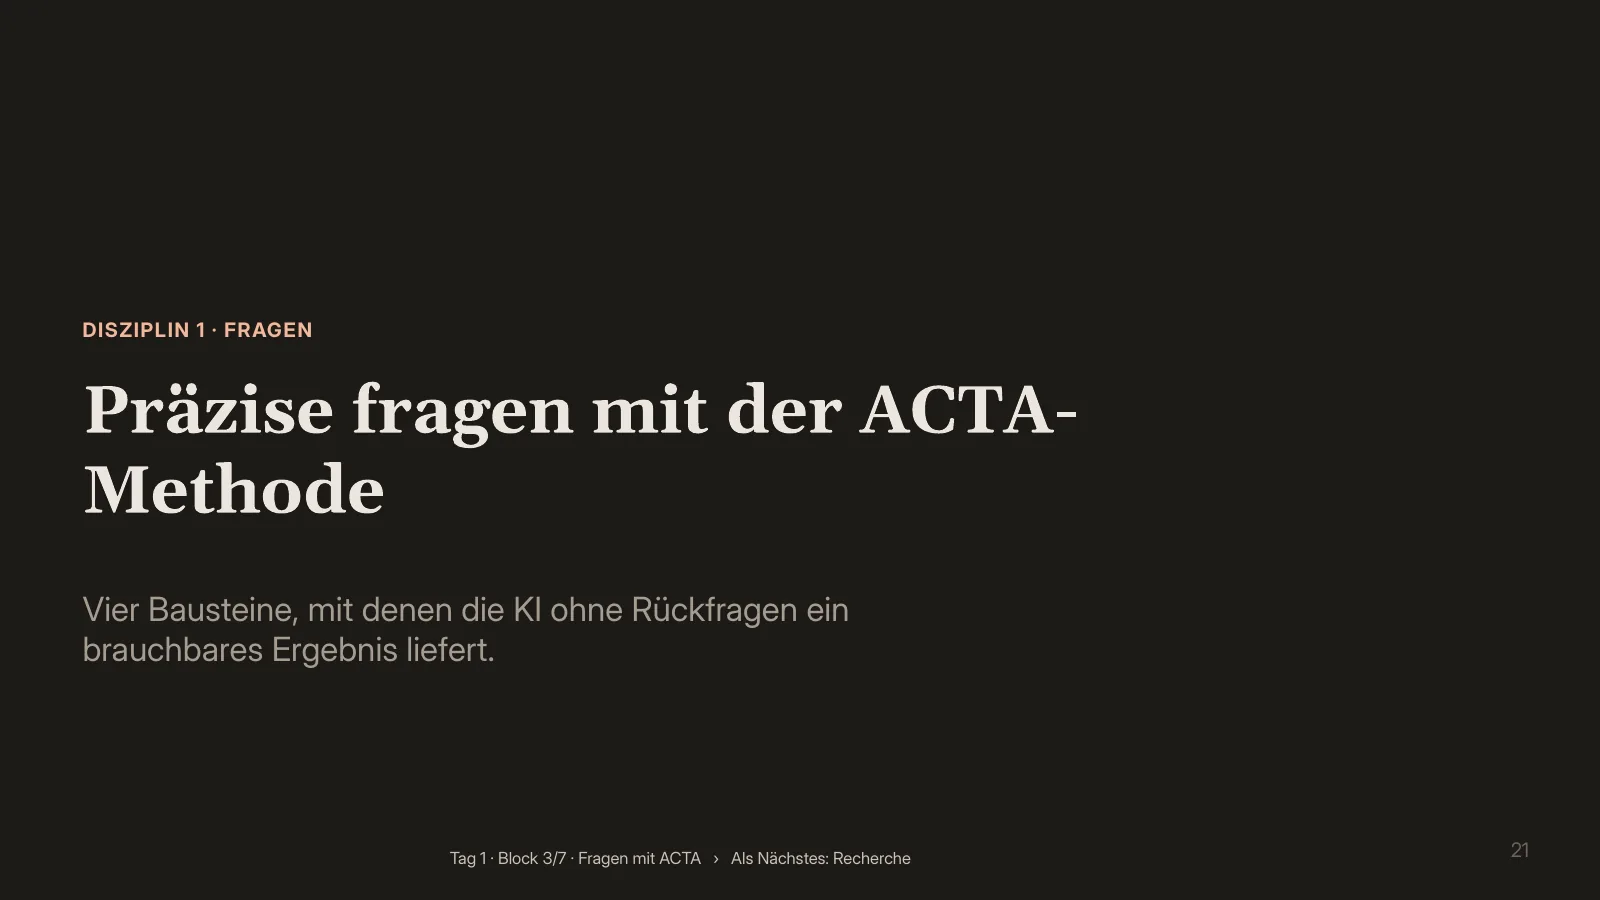 DISZIPLIN 1 · FRAGEN
Präzise fragen mit der ACTA-
Methode
Vier Bausteine, mit denen die KI ohne Rückfragen ein
brauchbares Ergebnis liefert.
Tag 1 · Block 3/7 · Fragen mit ACTA › Als Nächstes: Recherche
21